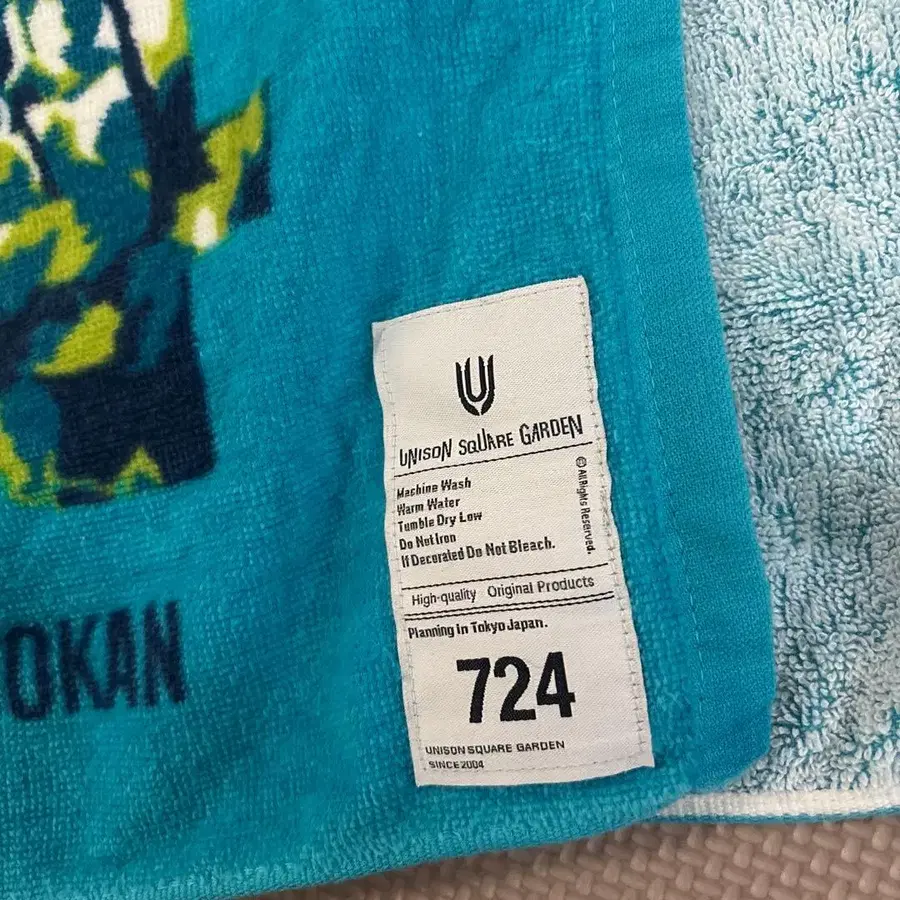 UNISON SQUARE GARDEN
Machine Wash
Warm Water
Tumble Dry Low
Do Not Iron
If Decorated Do Not Bleach.
© All Rights Reserved.
High-quality Original Products
Planning In Tokyo Japan.
724
UNISON SQUARE GARDEN
SINCE 2004
OKAN